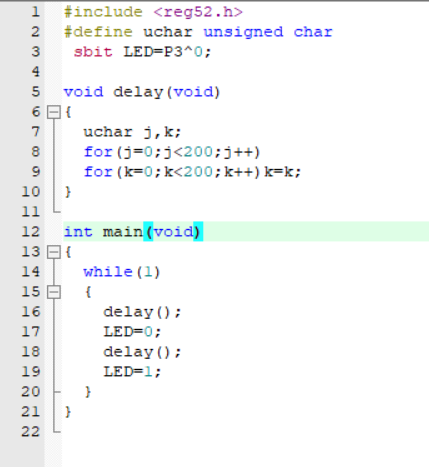 1 #include <reg52.h>
2 #define uchar unsigned char
3 sbit LED=P3^0;
4
5 void delay(void)
6 {
7 uchar j,k;
8 for(j=0;j<200;j++)
9 for(k=0;k<200;k++)k=k;
10 }
11
12 int main(void)
13 {
14 while(1)
15 {
16 delay();
17 LED=0;
18 delay();
19 LED=1;
20 }
21 }
22